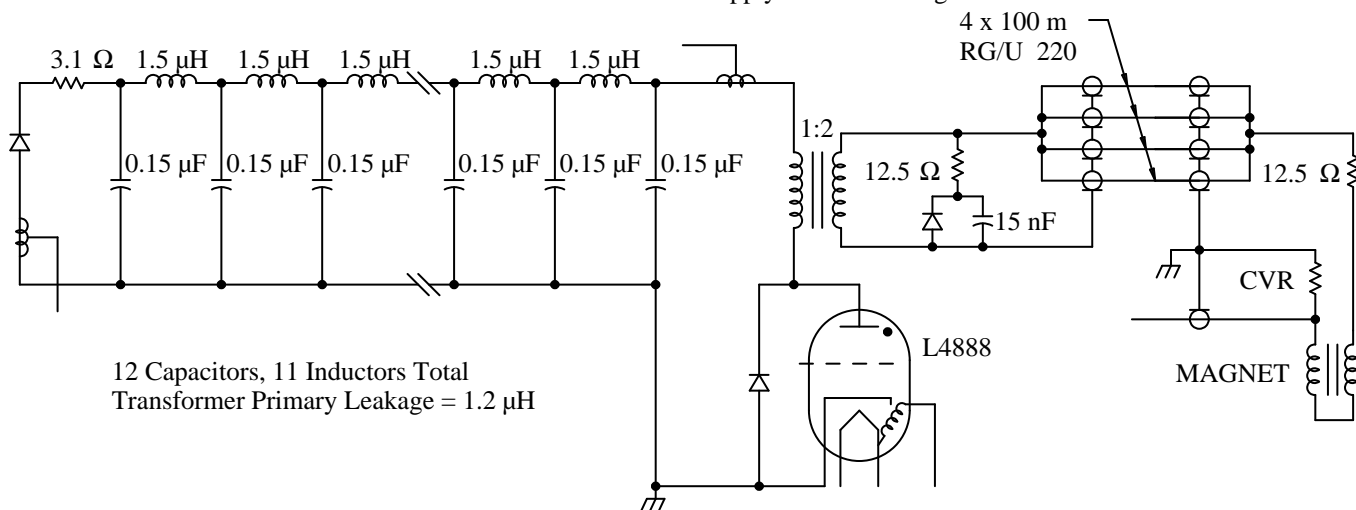 4 x 100 m
RG/U 220
3.1 Ω
1.5 μH
1.5 μH
1.5 μH
1.5 μH
1.5 μH
1:2
0.15 μF
0.15 μF
0.15 μF
0.15 μF
0.15 μF
0.15 μF
12.5 Ω
12.5 Ω
15 nF
CVR
L4888
MAGNET
12 Capacitors, 11 Inductors Total
Transformer Primary Leakage = 1.2 μH